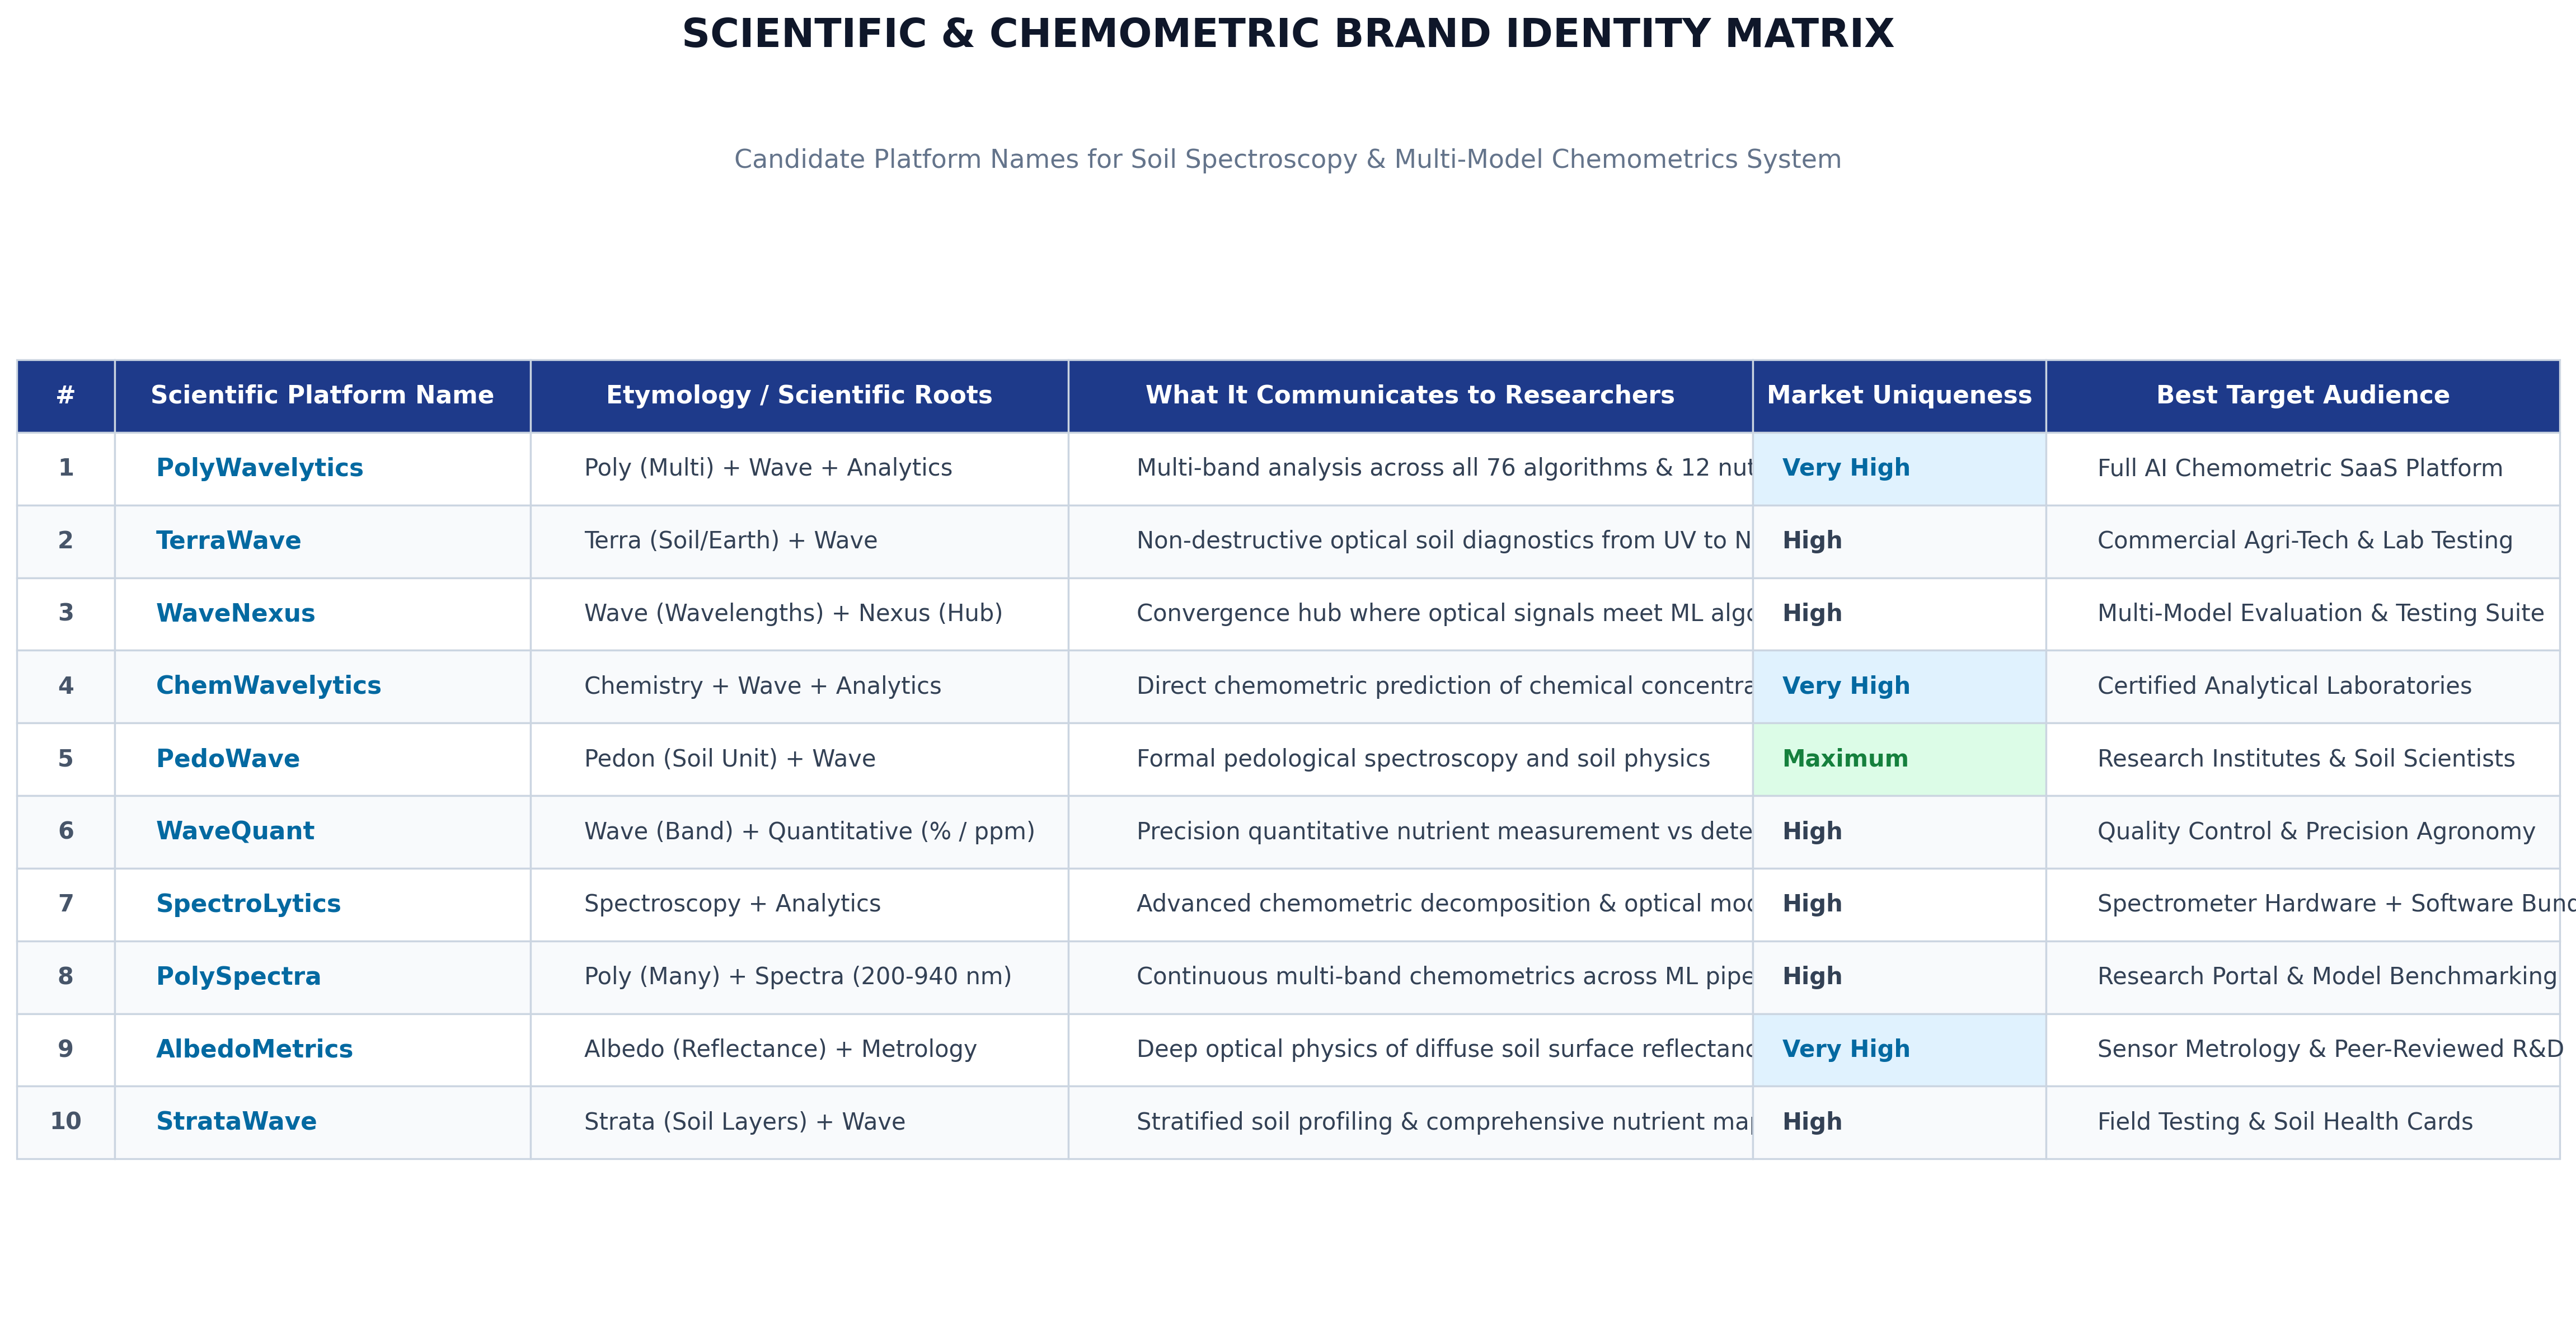 SCIENTIFIC & CHEMOMETRIC BRAND IDENTITY MATRIX
Candidate Platform Names for Soil Spectroscopy & Multi-Model Chemometrics System
# Scientific Platform Name Etymology / Scientific Roots What It Communicates to Researchers Market Uniqueness Best Target Audience
1 PolyWavelytics Poly (Multi) + Wave + Analytics Multi-band analysis across all 76 algorithms & 12 Very High Full AI Chemometric SaaS Platform
2 TerraWave Terra (Soil/Earth) + Wave Non-destructive optical soil diagnostics from UV to High Commercial Agri-Tech & Lab Testing
3 WaveNexus Wave (Wavelengths) + Nexus (Hub) Convergence hub where optical signals meet ML High Multi-Model Evaluation & Testing Suite
4 ChemWavelytics Chemistry + Wave + Analytics Direct chemometric prediction of chemical Very High Certified Analytical Laboratories
5 PedoWave Pedon (Soil Unit) + Wave Formal pedological spectroscopy and soil physics Maximum Research Institutes & Soil Scientists
6 WaveQuant Wave (Band) + Quantitative (% / ppm) Precision quantitative nutrient measurement vs High Quality Control & Precision Agronomy
7 SpectroLytics Spectroscopy + Analytics Advanced chemometric decomposition & optical High Spectrometer Hardware + Software
8 PolySpectra Poly (Many) + Spectra (200-940 nm) Continuous multi-band chemometrics across ML High Research Portal & Model Benchmarking
9 AlbedoMetrics Albedo (Reflectance) + Metrology Deep optical physics of diffuse soil surface Very High Sensor Metrology & Peer-Reviewed R&D
10 StrataWave Strata (Soil Layers) + Wave Stratified soil profiling & comprehensive nutrient High Field Testing & Soil Health Cards